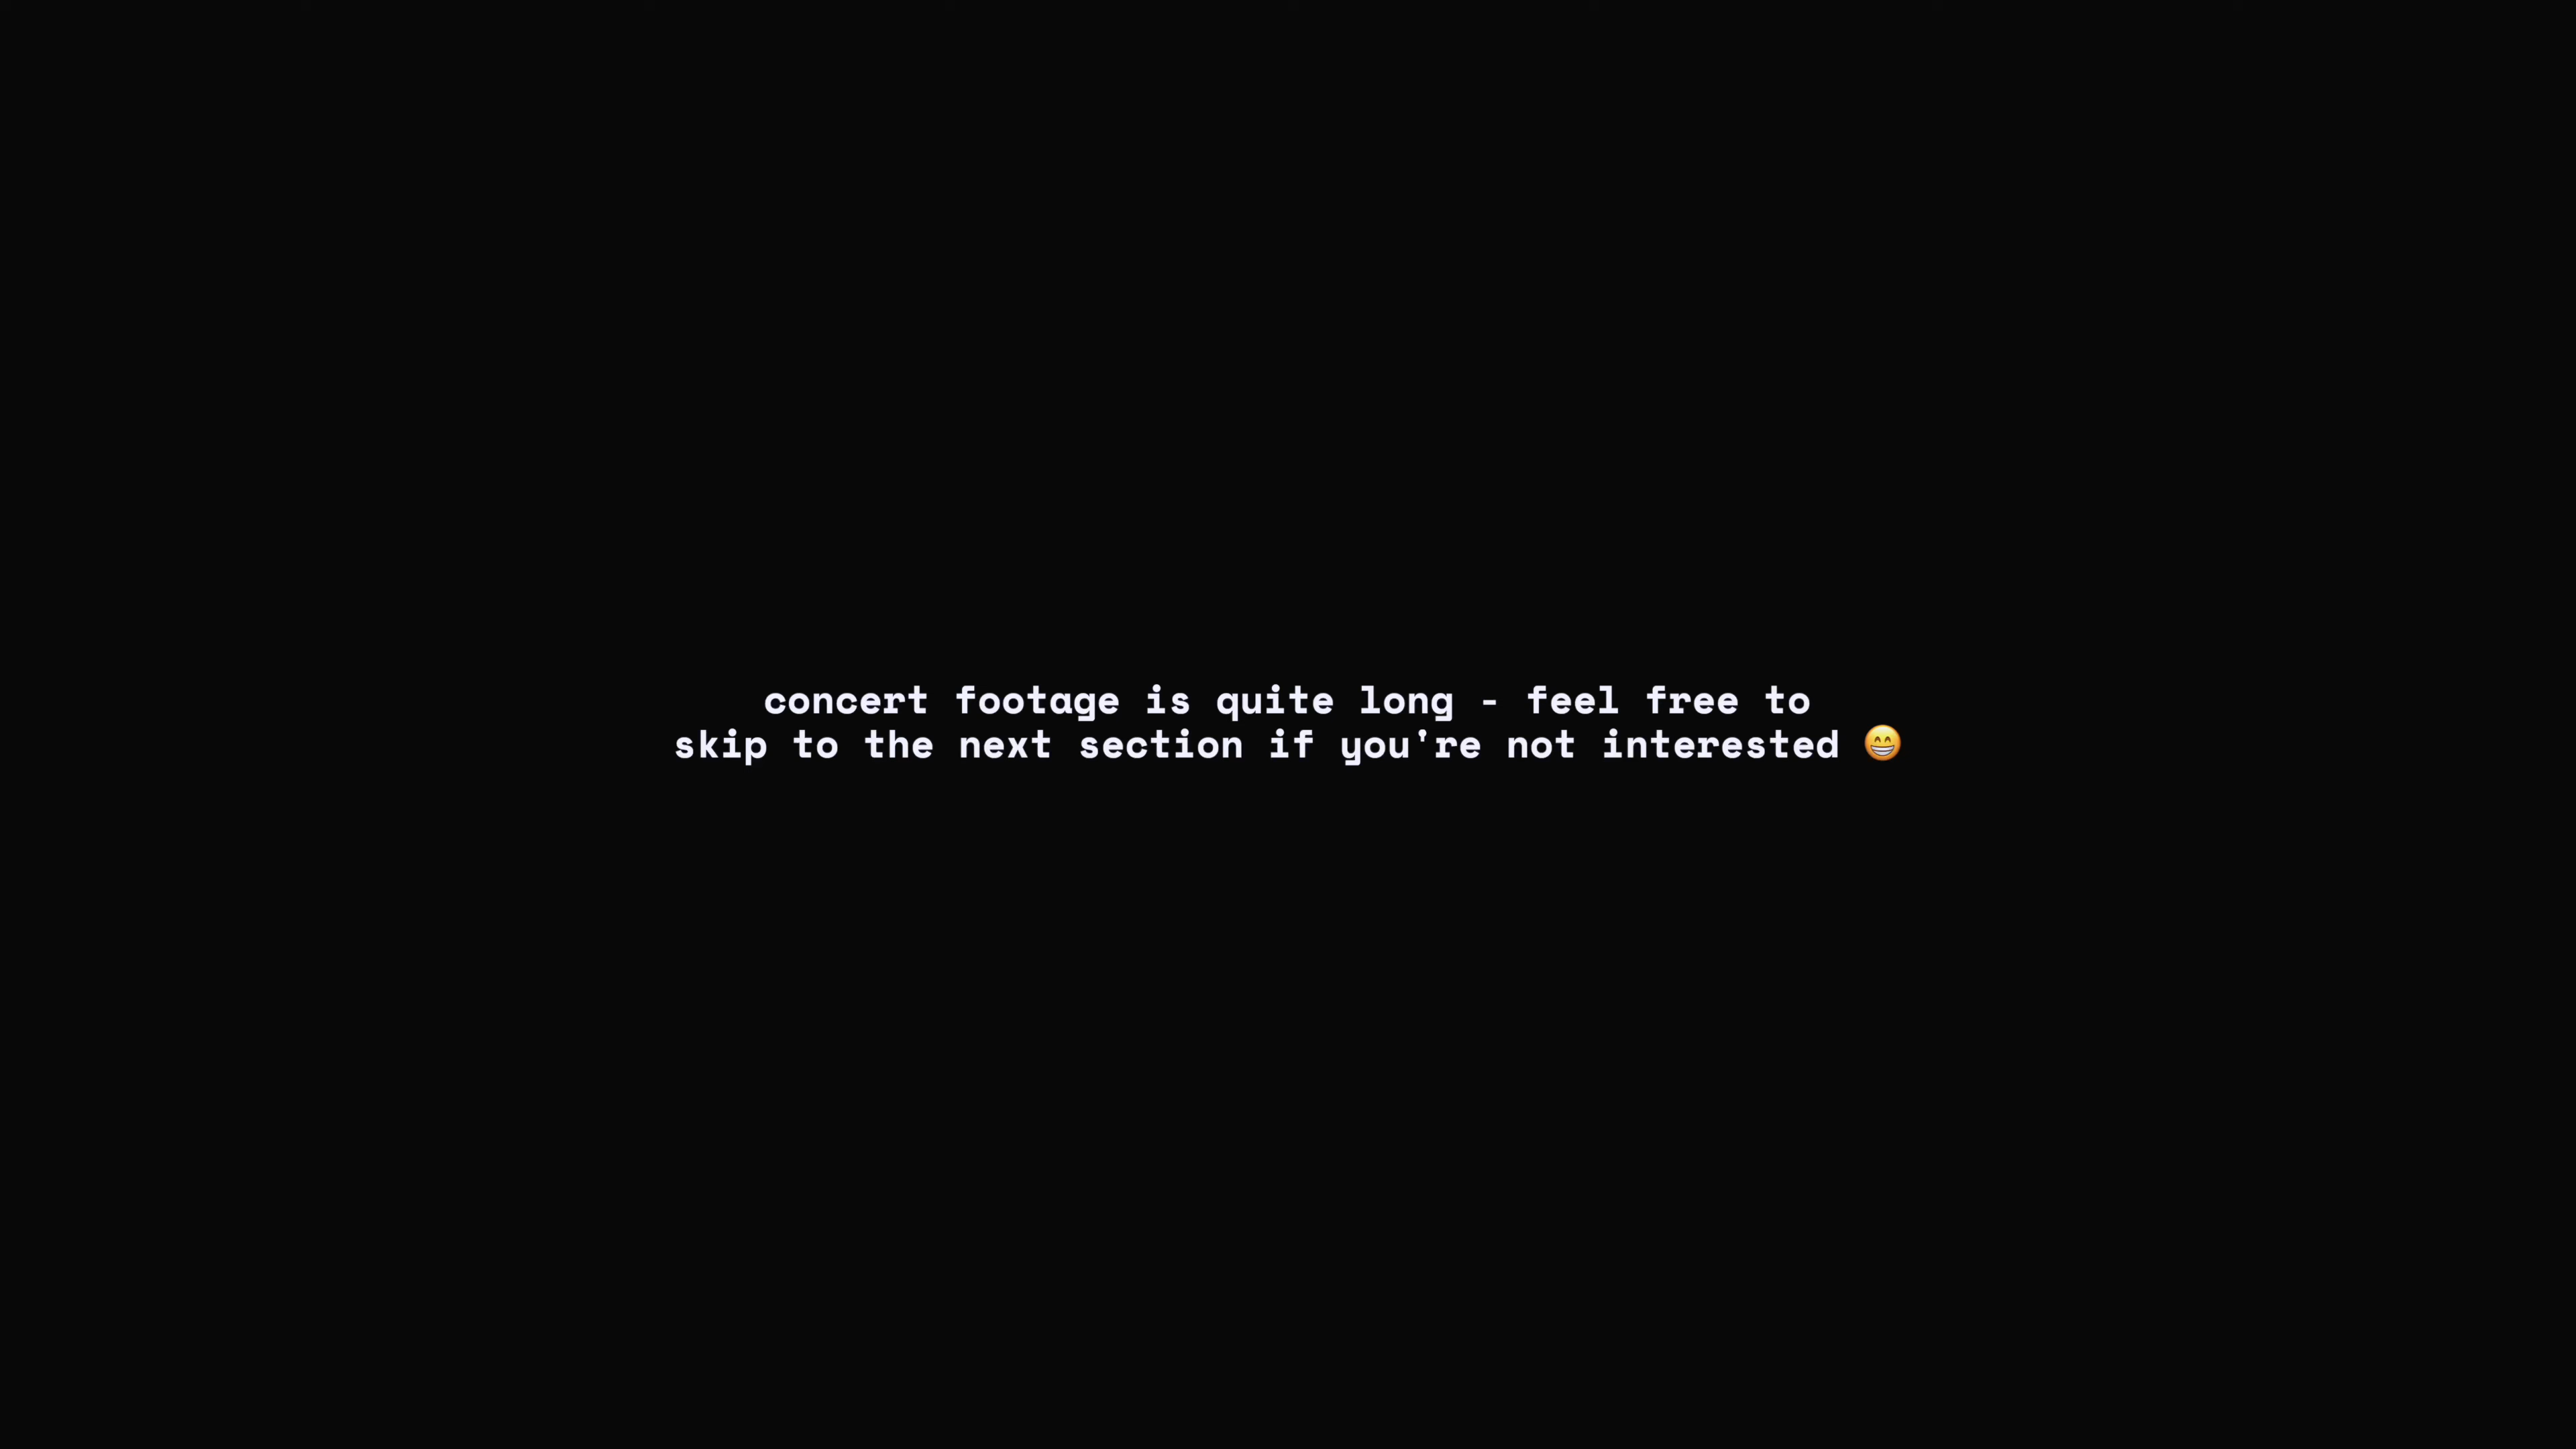 concert footage is quite long - feel free to
skip to the next section if you're not interested 😁